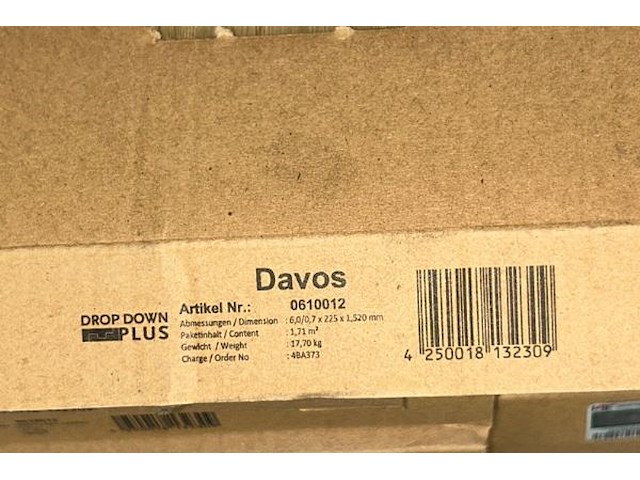 Davos
DROP DOWN
PLUS
Artikel Nr.: 0610012
Abmessungen / Dimension : 6,0/0,7 x 225 x 1,520 mm
Paketinhalt / Content : 1,71 m²
Gewicht / Weight : 17,70 kg
Charge / Order No : 4BA373
4 250018 132309